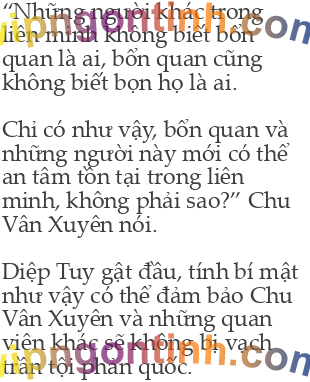 “Những người khác trong
liên minh không biết bổn
quan là ai, bổn quan cũng
không biết bọn họ là ai.
Chỉ có như vậy, bổn quan và
những người này mới có thể
an tâm tồn tại trong liên
minh, không phải sao?” Chu
Vân Xuyên nói.
Diệp Tuy gật đầu, tính bí mật
như vậy có thể đảm bảo Chu
Vân Xuyên và những quan
viên khác sẽ không bị vạch
trần tội phản quốc.
vipngontinh.com
vipngontinh.com